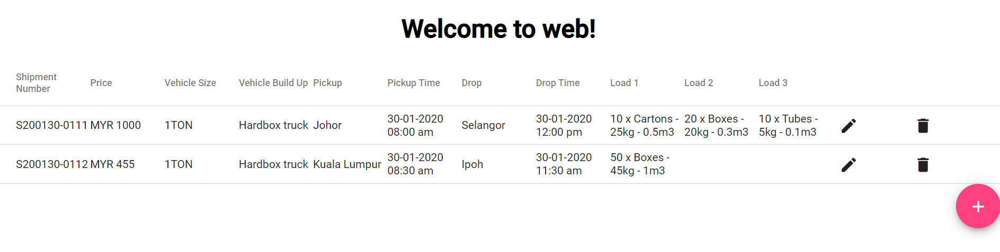 Welcome to web!
Shipment
Number
Price
Vehicle Size
Vehicle Build Up
Pickup
Pickup Time
Drop
Drop Time
Load 1
Load 2
Load 3
S200130-0111
MYR 1000
1TON
Hardbox truck
Johor
30-01-2020
08:00 am
Selangor
30-01-2020
12:00 pm
10 x Cartons -
25kg - 0.5m3
20 x Boxes -
20kg - 0.3m3
10 x Tubes -
5kg - 0.1m3
S200130-0112
MYR 455
1TON
Hardbox truck
Kuala Lumpur
30-01-2020
08:30 am
Ipoh
30-01-2020
11:30 am
50 x Boxes -
45kg - 1m3
+